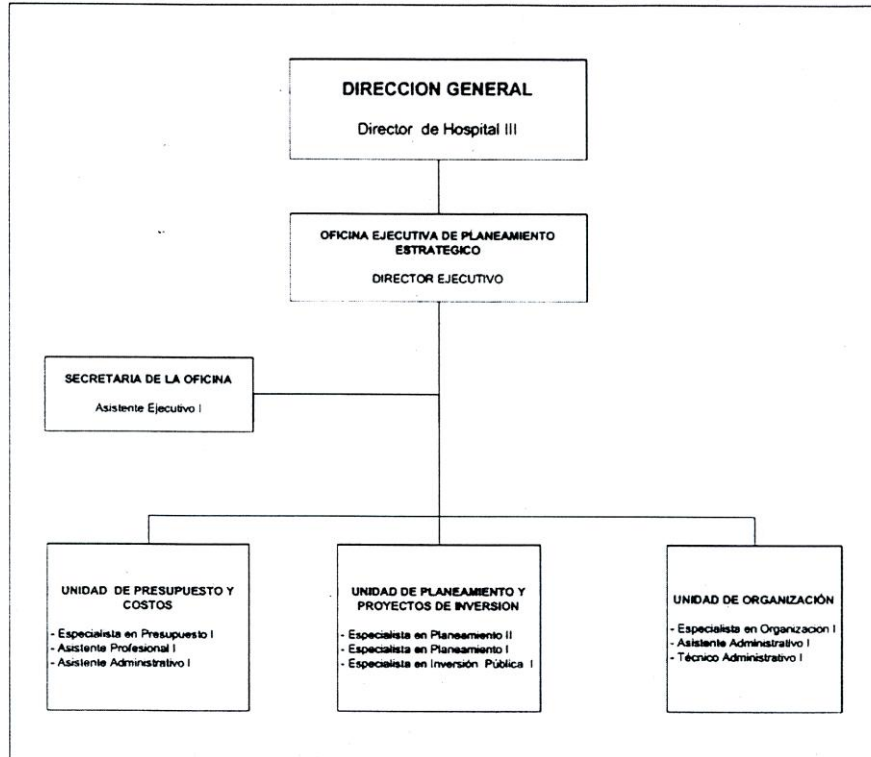 DIRECCION GENERAL
Director de Hospital III
OFICINA EJECUTIVA DE PLANEAMIENTO
ESTRATEGICO
DIRECTOR EJECUTIVO
SECRETARIA DE LA OFICINA
Asistente Ejecutivo I
UNIDAD DE PRESUPUESTO Y
COSTOS
- Especialista en Presupuesto I
- Asistente Profesional I
- Asistente Administrativo I
UNIDAD DE PLANEAMIENTO Y
PROYECTOS DE INVERSION
- Especialista en Planeamiento II
- Especialista en Planeamiento I
- Especialista en Inversión Pública I
UNIDAD DE ORGANIZACIÓN
- Especialista en Organizacion I
- Asistente Administrativo I
- Técnico Administrativo I